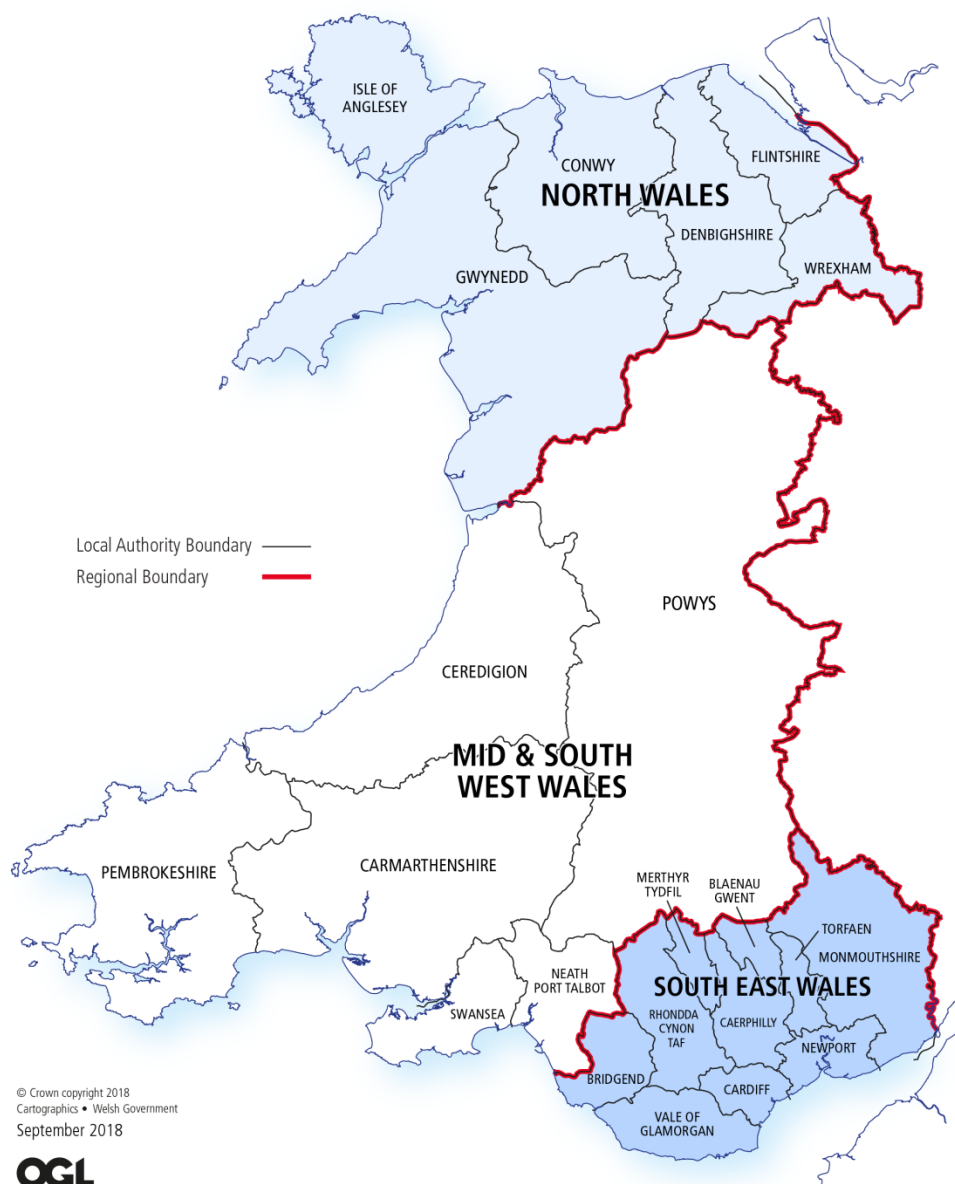 ISLE OF
ANGLESEY
FLINTSHIRE
CONWY
NORTH WALES
DENBIGHSHIRE
WREXHAM
GWYNEDD
Local Authority Boundary
Regional Boundary
POWYS
CEREDIGION
MID & SOUTH
WEST WALES
PEMBROKESHIRE
CARMARTHENSHIRE
MERTHYR
TYDFIL
BLAENAU
GWENT
TORFAEN
MONMOUTHSHIRE
NEATH
PORT TALBOT
SOUTH EAST WALES
SWANSEA
RHONDDA
CYNON
TAF
CAERPHILLY
NEWPORT
BRIDGEND
CARDIFF
VALE OF
GLAMORGAN
© Crown copyright 2018
Cartographics • Welsh Government
September 2018
OGL